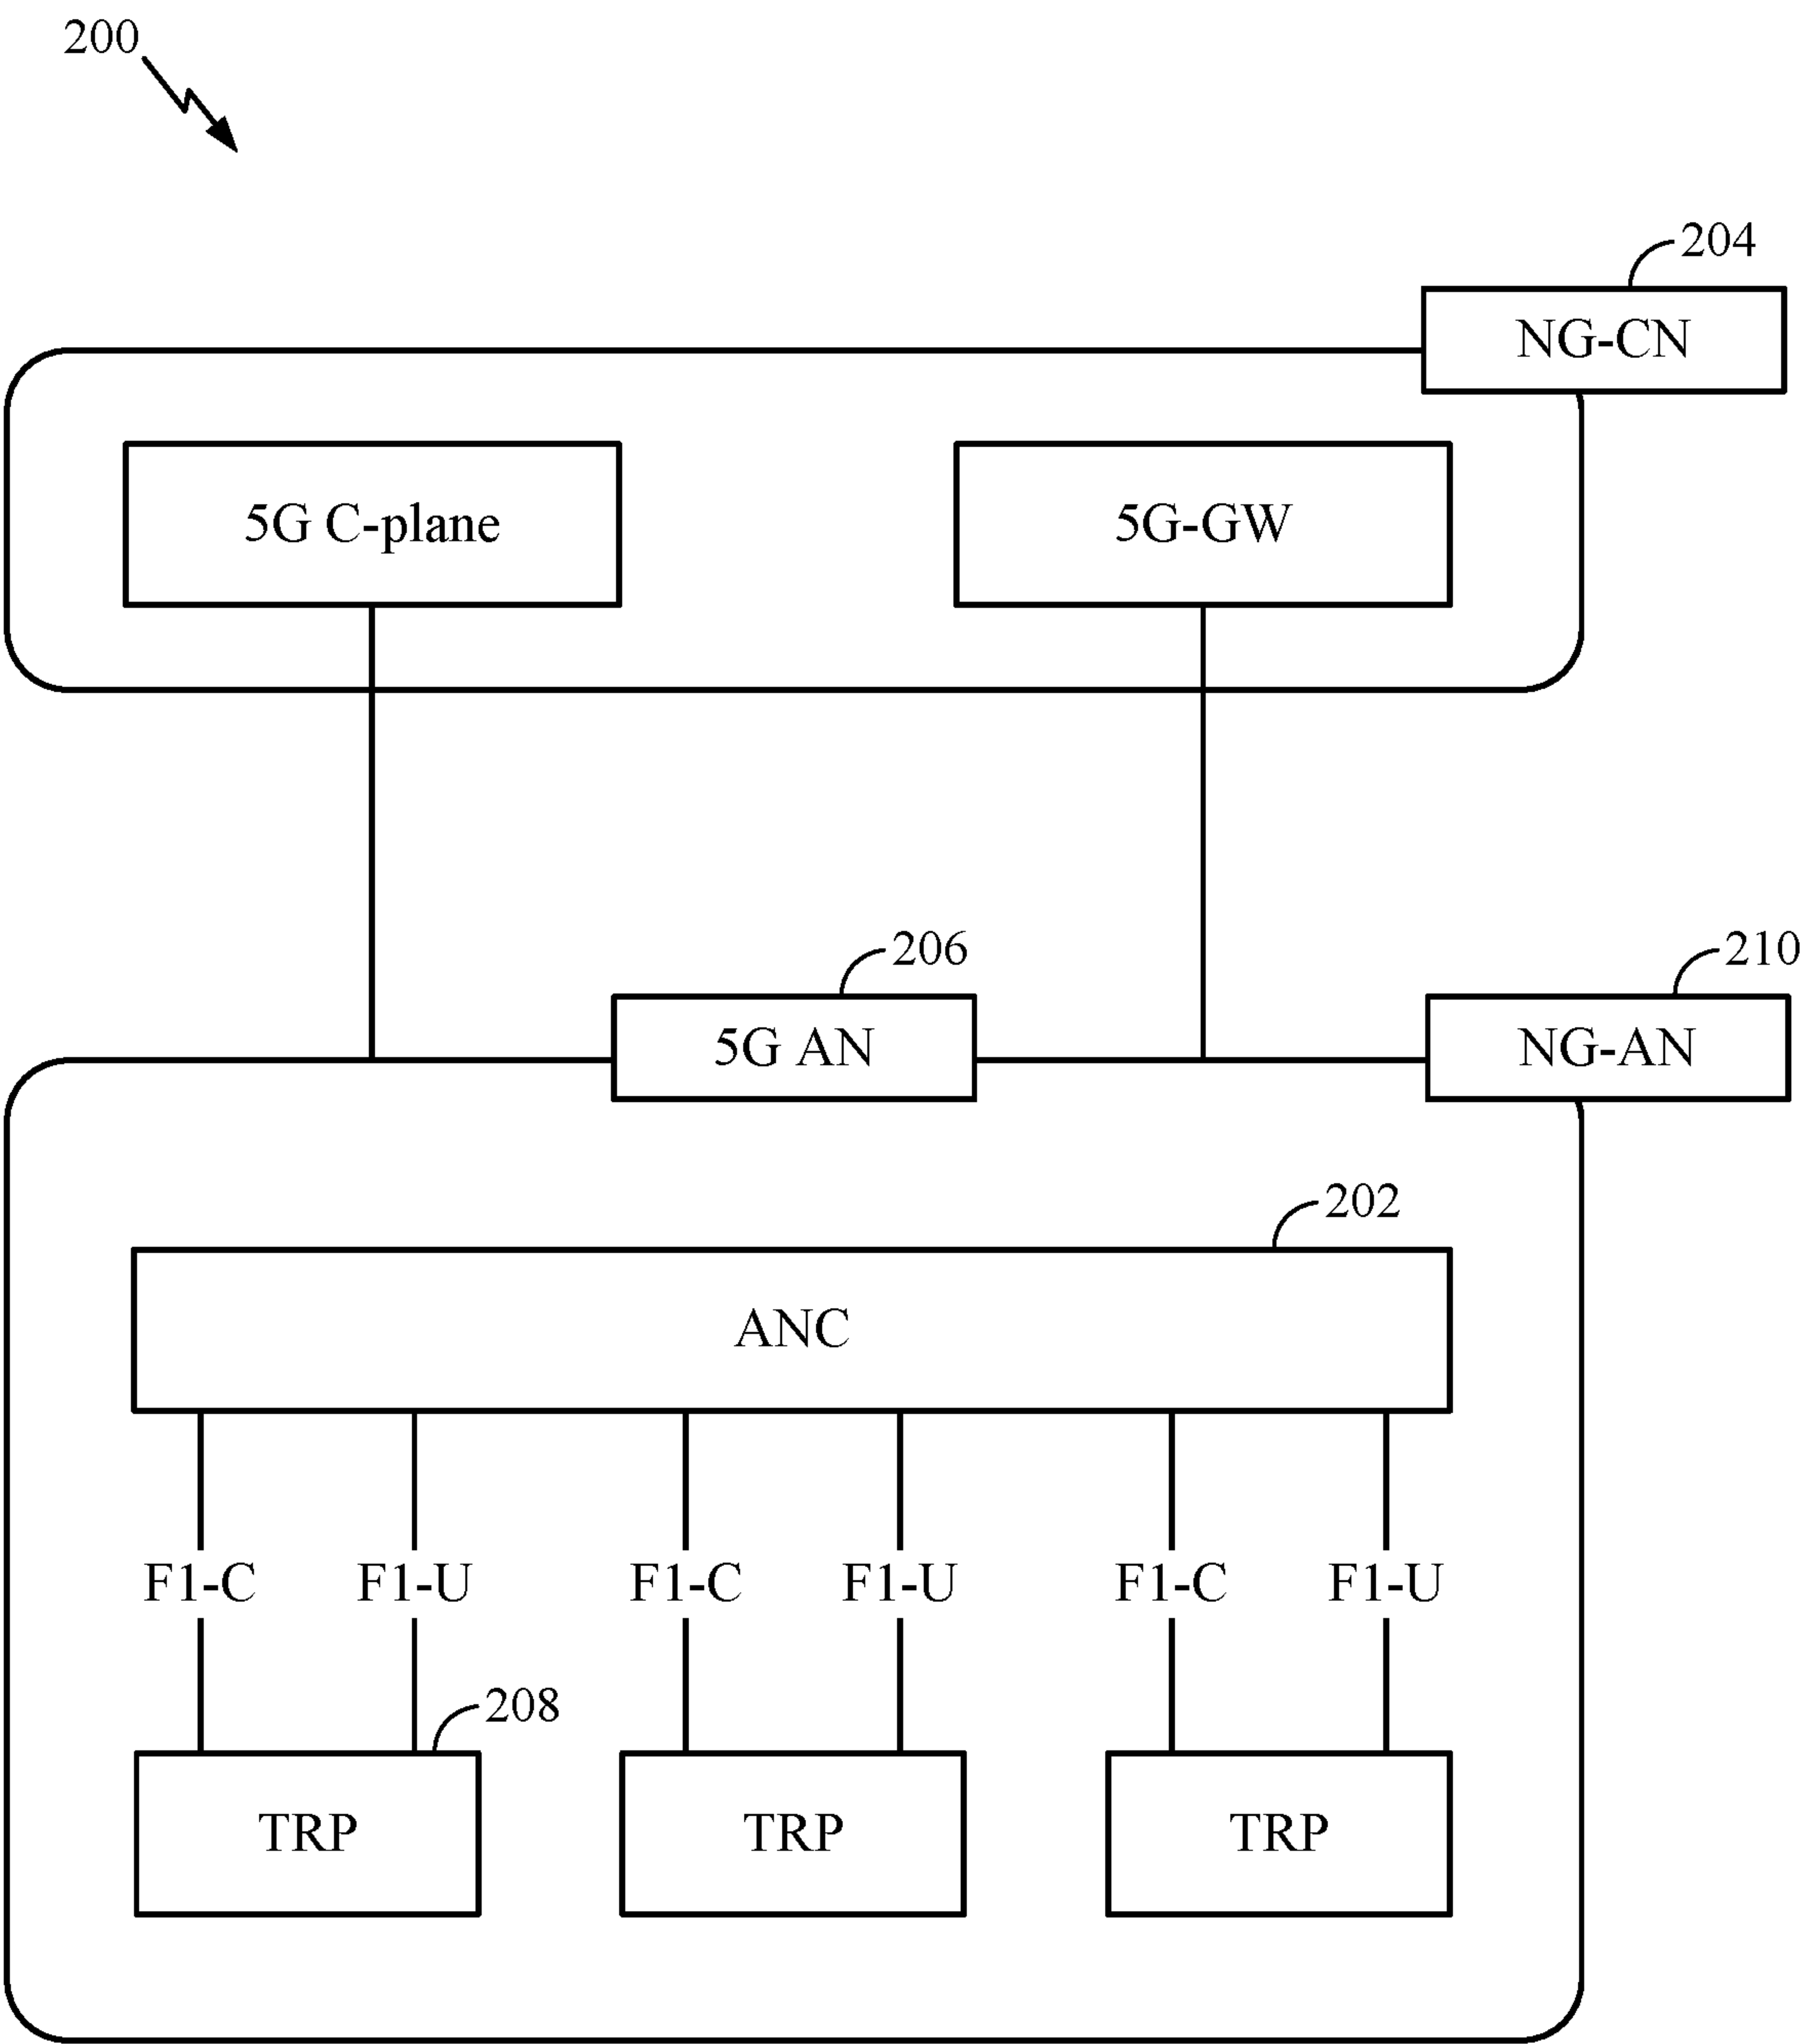 200
204
NG-CN
5G C-plane
5G-GW
206
210
5G AN
NG-AN
202
ANC
F1-C
F1-U
F1-C
F1-U
F1-C
F1-U
208
TRP
TRP
TRP